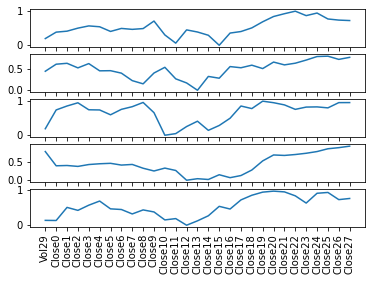 1
0
0.5
0.0
1
0
0.5
0.0
1
0
Vol29
Close0
Close1
Close2
Close3
Close4
Close5
Close6
Close7
Close8
Close9
Close10
Close11
Close12
Close13
Close14
Close15
Close16
Close17
Close18
Close19
Close20
Close21
Close22
Close23
Close24
Close25
Close26
Close27